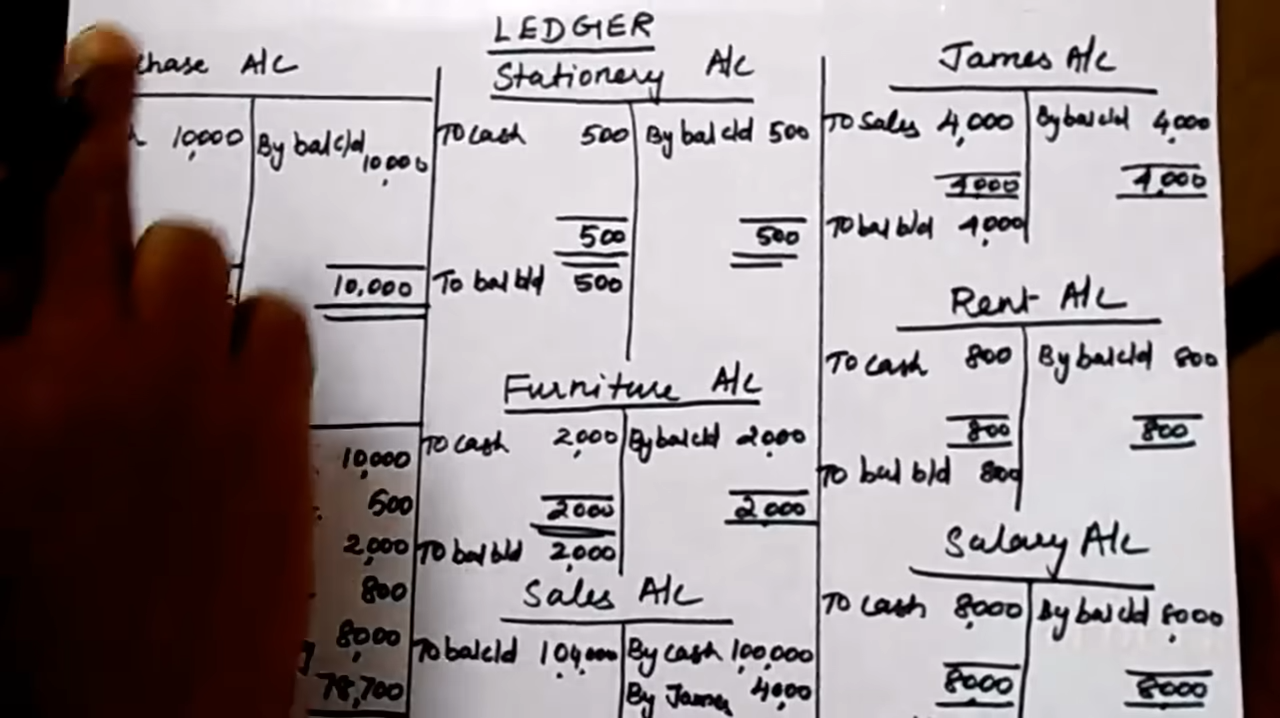 LEDGER
chase A/c
10,000 By bal c/d 10,000
10,000
10,000
500
2,000
800
8,000
78,700
Stationery A/c
To cash 500 By bal c/d 500
500 500
To bal b/d 500
Furniture A/c
To cash 2,000 By bal c/d 2,000
2000 2,000
To bal b/d 2,000
Sales A/c
To bal c/d 104,000 By cash 100,000
By James 4000
James A/c
To Sales 4,000 By bal c/d 4,000
4,000 4,000
To bal b/d 4,000
Rent A/c
To cash 800 By bal c/d 800
800 800
To bal b/d 800
Salary A/c
To cash 8,000 By bal c/d 8,000
8000 8000